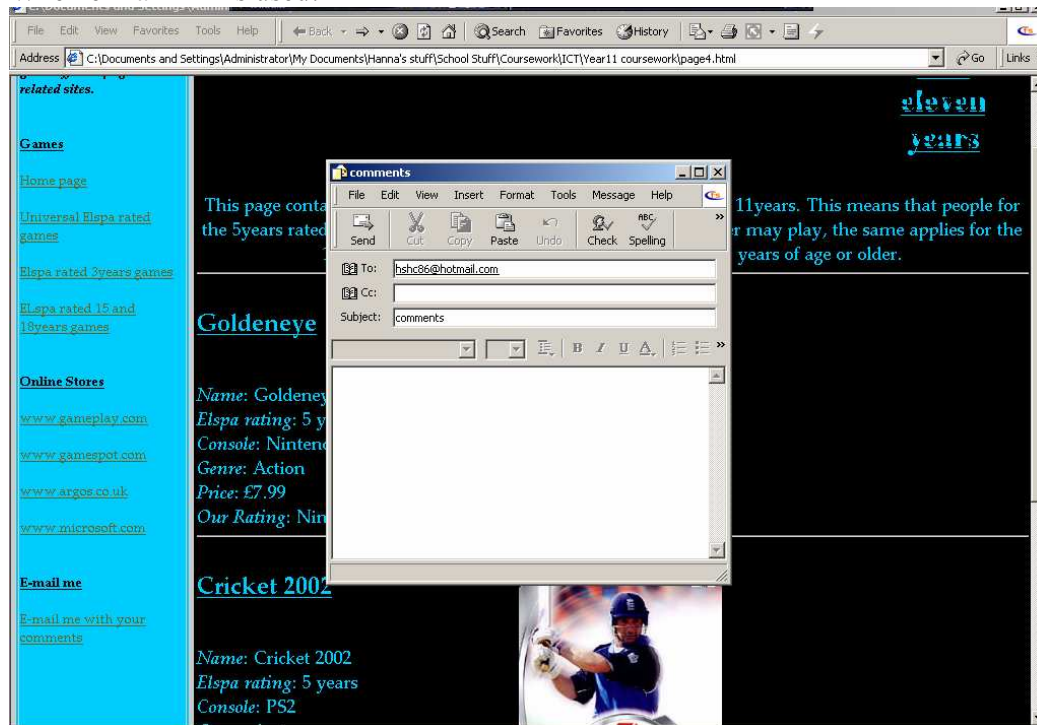 File Edit View Favorites Tools Help Back Search Favorites History
Address C:\Documents and Settings\Administrator\My Documents\Hanna's stuff\School Stuff\Coursework\ICT\Year11 coursework\page4.html Go Links
related sites.
Games
Home page
Universal Elspa rated
games
Elspa rated 3years games
ELspa rated 15 and
18years games
Online Stores
www.gameplay.com
www.gamespot.com
www.argos.co.uk
www.microsoft.com
E-mail me
E-mail me with your
comments
eleven
years
This page conta
11years. This means that people for
the 5years rated
r may play, the same applies for the
years of age or older.
Goldeneye
Name: Goldeney
Elspa rating: 5 y
Console: Ninten
Genre: Action
Price: £7.99
Our Rating: Nin
Cricket 2002
Name: Cricket 2002
Elspa rating: 5 years
Console: PS2
comments
File Edit View Insert Format Tools Message Help
Send Cut Copy Paste Undo Check Spelling
To: hshc86@hotmail.com
Cc:
Subject: comments